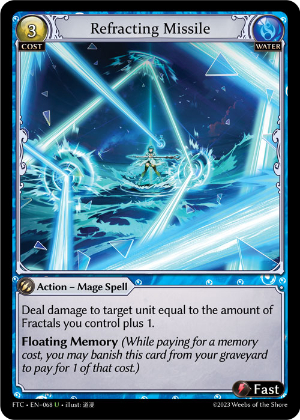 3
Refracting Missile
COST
WATER
Action – Mage Spell
Deal damage to target unit equal to the amount of
Fractals you control plus 1.
Floating Memory (While paying for a memory
cost, you may banish this card from your graveyard
to pay for 1 of that cost.)
Fast
FTC • EN-068 U • illust:
©2023 Weebs of the Shore